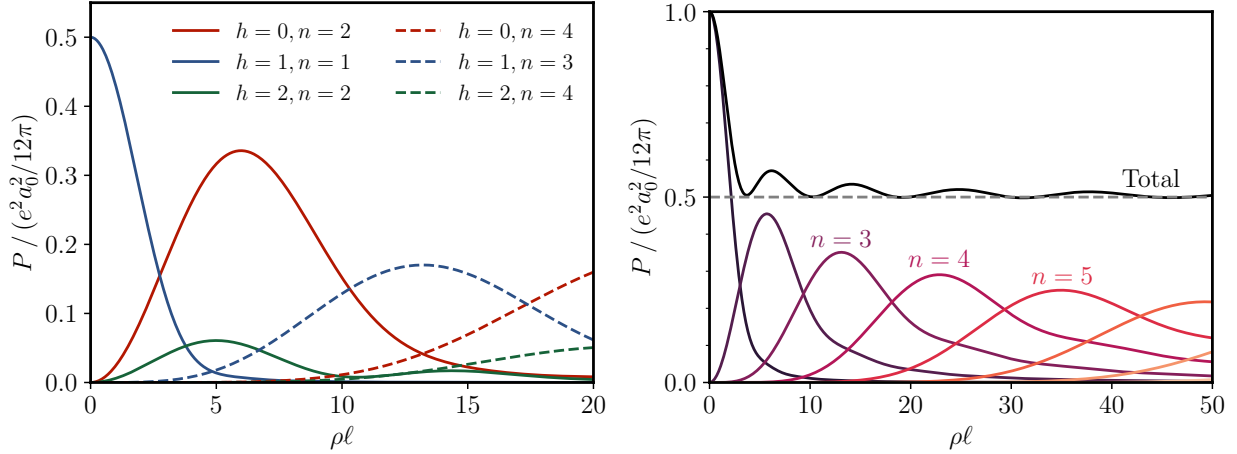 0.5
0.4
0.3
0.2
0.1
0.0
P / (e²a₀²/12π)
h = 0, n = 2
h = 1, n = 1
h = 2, n = 2
h = 0, n = 4
h = 1, n = 3
h = 2, n = 4
0 5 10 15 20
ρℓ
1.0
0.5
0.0
P / (e²a₀²/12π)
Total
n = 3
n = 4
n = 5
0 10 20 30 40 50
ρℓ